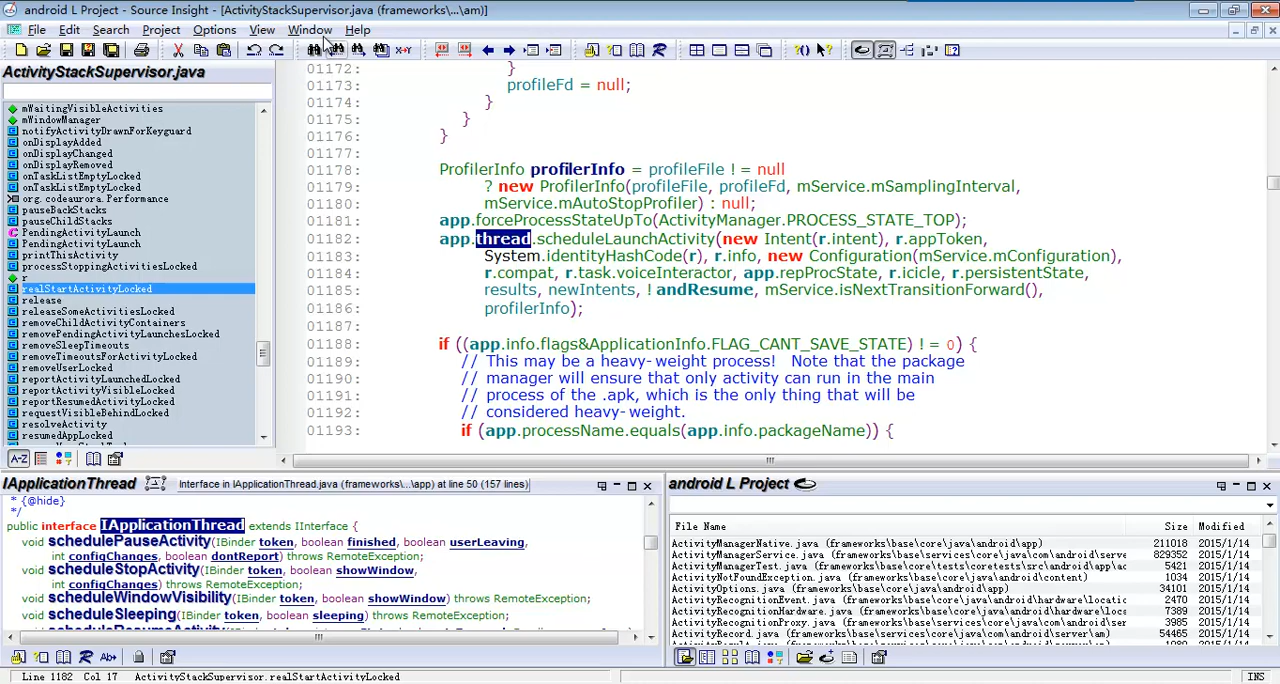 android L Project - Source Insight - [ActivityStackSupervisor.java (frameworks\...\am)]
File Edit Search Project Options View Window Help
ActivityStackSupervisor.java
mWaitingVisibleActivities
mWindowManager
notifyActivityDrawnForKeyguard
onDisplayAdded
onDisplayChanged
onDisplayRemoved
onTaskListEmptyLocked
onTaskListEmptyLocked
org.codeaurora.Performance
pauseBackStacks
pauseChildStacks
PendingActivityLaunch
PendingActivityLaunch
printThisActivity
processStoppingActivitiesLocked
r
realStartActivityLocked
release
releaseSomeActivitiesLocked
removeChildActivityContainers
removePendingActivityLaunchesLocked
removeSleepTimeouts
removeTimeoutsForActivityLocked
removeUserLocked
reportActivityLaunchedLocked
reportActivityVisibleLocked
reportResumedActivityLocked
requestVisibleBehindLocked
resolveActivity
resumedAppLocked
01172: }
01173: profileFd = null;
01174: }
01175: }
01176: }
01177:
01178: ProfilerInfo profilerInfo = profileFile != null
01179: ? new ProfilerInfo(profileFile, profileFd, mService.mSamplingInterval,
01180: mService.mAutoStopProfiler) : null;
01181: app.forceProcessStateUpTo(ActivityManager.PROCESS_STATE_TOP);
01182: app.thread.scheduleLaunchActivity(new Intent(r.intent), r.appToken,
01183: System.identityHashCode(r), r.info, new Configuration(mService.mConfiguration),
01184: r.compat, r.task.voiceInteractor, app.repProcState, r.icicle, r.persistentState,
01185: results, newIntents, !andResume, mService.isNextTransitionForward(),
01186: profilerInfo);
01187:
01188: if ((app.info.flags&ApplicationInfo.FLAG_CANT_SAVE_STATE) != 0) {
01189: // This may be a heavy-weight process! Note that the package
01190: // manager will ensure that only activity can run in the main
01191: // process of the .apk, which is the only thing that will be
01192: // considered heavy-weight.
01193: if (app.processName.equals(app.info.packageName)) {
A-Z
IApplicationThread Interface in IApplicationThread.java (frameworks\...\app) at line 50 (157 lines)
* {@hide}
*/
public interface IApplicationThread extends IInterface {
void schedulePauseActivity(IBinder token, boolean finished, boolean userLeaving,
int configChanges, boolean dontReport) throws RemoteException;
void scheduleStopActivity(IBinder token, boolean showWindow,
int configChanges) throws RemoteException;
void scheduleWindowVisibility(IBinder token, boolean showWindow) throws RemoteException;
void scheduleSleeping(IBinder token, boolean sleeping) throws RemoteException;
android L Project
File Name Size Modified
ActivityManagerNative.java (frameworks\base\core\java\android\app) 211018 2015/1/14
ActivityManagerService.java (frameworks\base\services\core\java\com\android\serve 829352 2015/1/14
ActivityManagerTest.java (frameworks\base\core\tests\coretests\src\android\app\ac 5421 2015/1/14
ActivityNotFoundException.java (frameworks\base\core\java\android\content) 1034 2015/1/14
ActivityOptions.java (frameworks\base\core\java\android\app) 34101 2015/1/14
ActivityRecognitionEvent.java (frameworks\base\core\java\android\hardware\locatio 2470 2015/1/14
ActivityRecognitionHardware.java (frameworks\base\core\java\android\hardware\loca 7389 2015/1/14
ActivityRecognitionProxy.java (frameworks\base\services\core\java\com\android\ser 3985 2015/1/14
ActivityRecord.java (frameworks\base\services\core\java\com\android\server\am) 54465 2015/1/14
Line 1182 Col 17 ActivityStackSupervisor.realStartActivityLocked INS